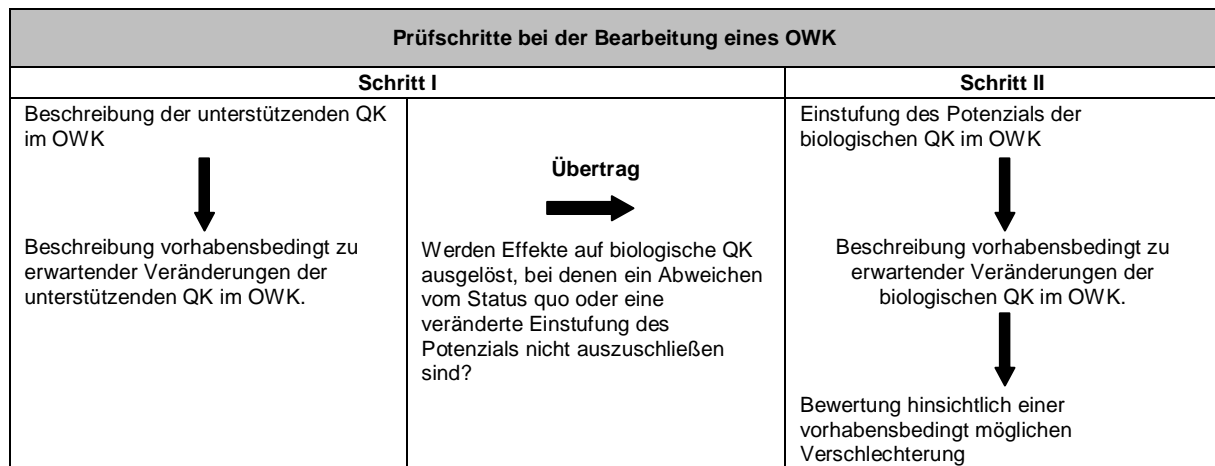 Prüfschritte bei der Bearbeitung eines OWK
Schritt I
Schritt II
Beschreibung der unterstützenden QK
im OWK
Beschreibung vorhabensbedingt zu
erwartender Veränderungen der
unterstützenden QK im OWK.
Übertrag
Werden Effekte auf biologische QK
ausgelöst, bei denen ein Abweichen
vom Status quo oder eine
veränderte Einstufung des
Potenzials nicht auszuschließen
sind?
Einstufung des Potenzials der
biologischen QK im OWK
Beschreibung vorhabensbedingt zu
erwartender Veränderungen der
biologischen QK im OWK.
Bewertung hinsichtlich einer
vorhabensbedingt möglichen
Verschlechterung